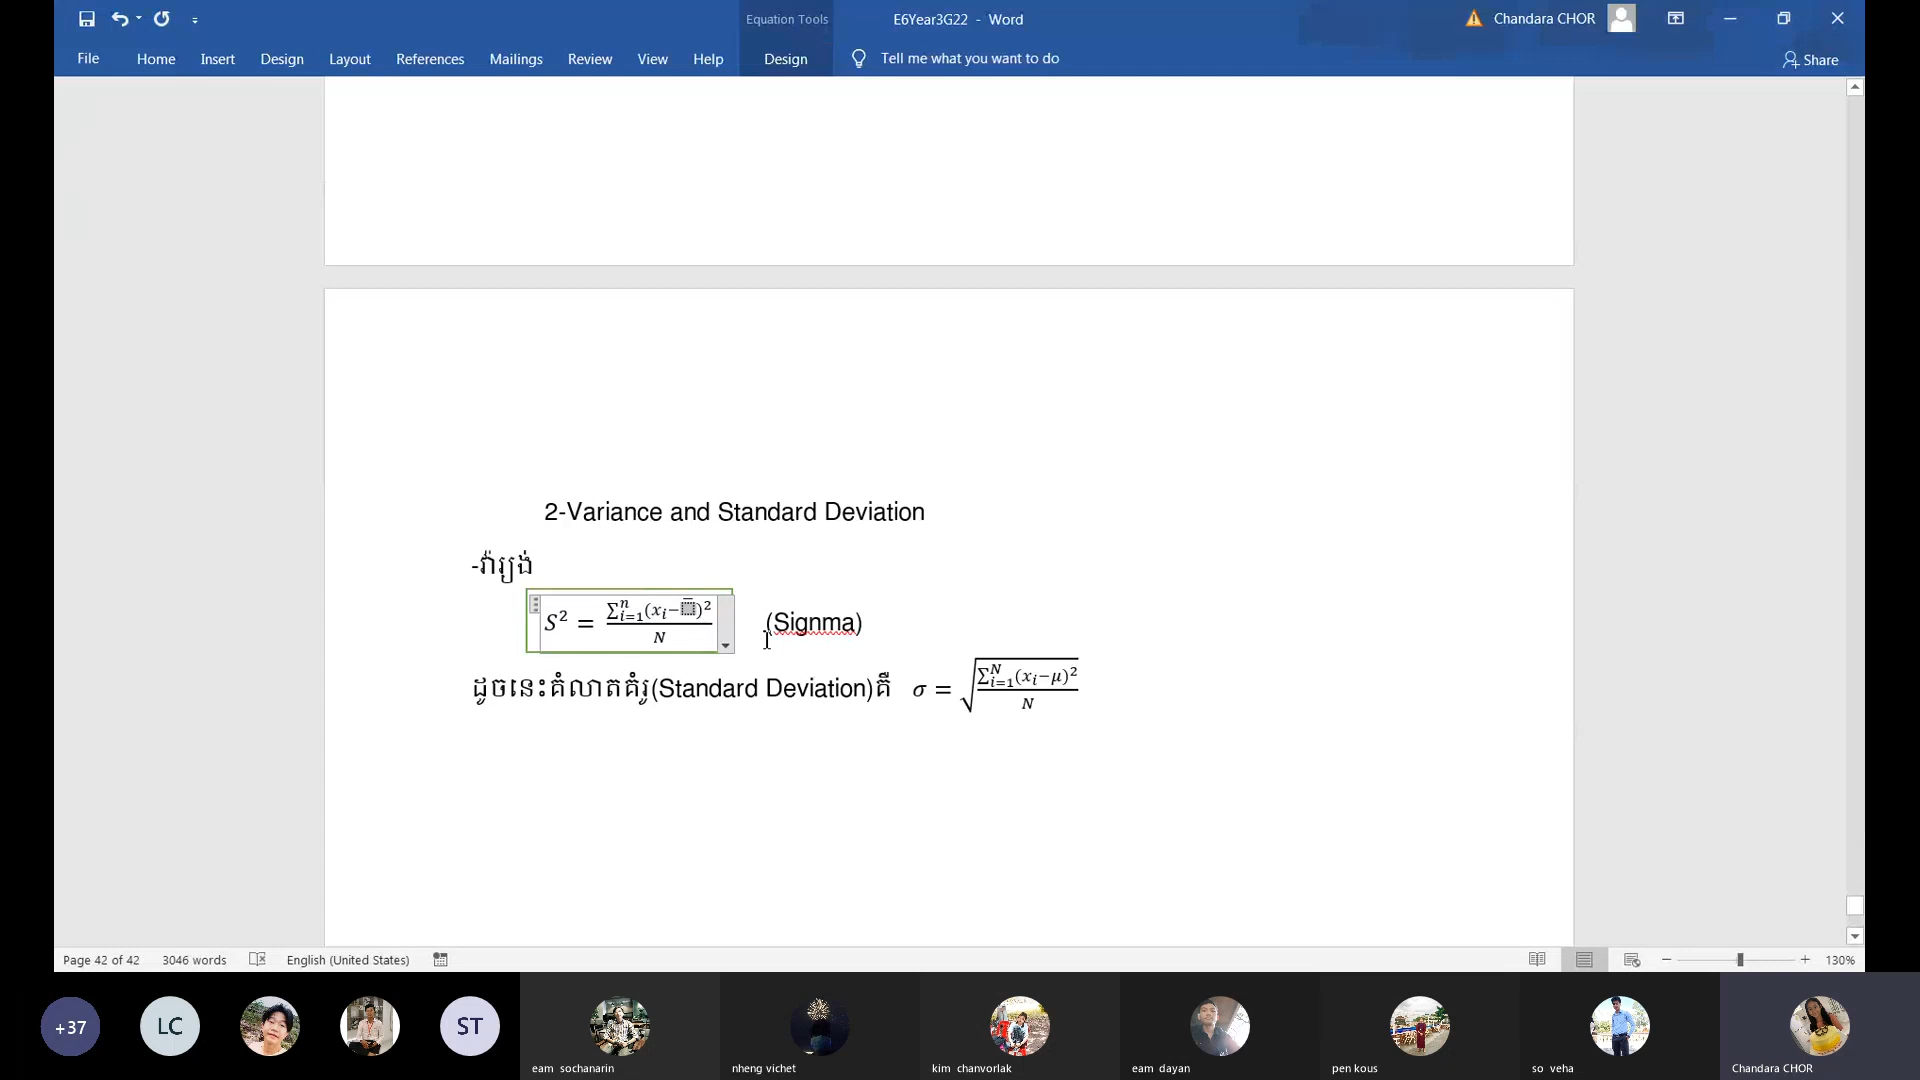 Equation Tools
E6Year3G22 - Word
Chandara CHOR
File Home Insert Design Layout References Mailings Review View Help Design Tell me what you want to do Share
2-Variance and Standard Deviation
-វ៉ារ្យង់
S² = ∑ⁿᵢ₌₁(xᵢ−‾)² / N (Signma)
ដូចនេះគំលាតគំរូ(Standard Deviation)គឺ σ = √(∑ᴺᵢ₌₁(xᵢ−μ)² / N)
Page 42 of 42 3046 words English (United States) 130%
+37 LC ST
eam sochanarin nheng vichet kim chanvorlak eam dayan pen kous so veha Chandara CHOR